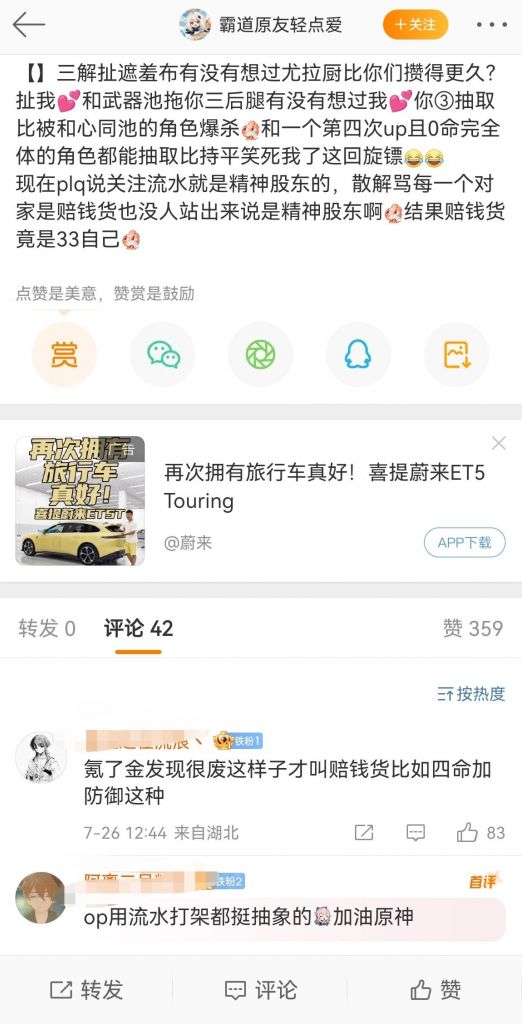 霸道原友轻点爱
+关注
【】三解扯遮羞布有没有想过尤拉厨比你们攒得更久？
扯我💕和武器池拖你三后腿有没有想过我💕你③抽取
比被和心同池的角色爆杀和一个第四次up且0命完全
体的角色都能抽取比持平笑死我了这回旋镖😂😂
现在plq说关注流水就是精神股东的，散解骂每一个对
家是赔钱货也没人站出来说是精神股东啊结果赔钱货
竟是33自己
点赞是美意，赞赏是鼓励
赏
再次拥有
旅行车
真好！
喜提蔚来ET5T
广告
再次拥有旅行车真好！喜提蔚来ET5
Touring
@蔚来
APP下载
转发 0
评论 42
赞 359
按热度
铁粉1
氪了金发现很废这样子才叫赔钱货比如四命加
防御这种
7-26 12:44 来自湖北
83
铁粉2
首评
op用流水打架都挺抽象的加油原神
转发
评论
赞